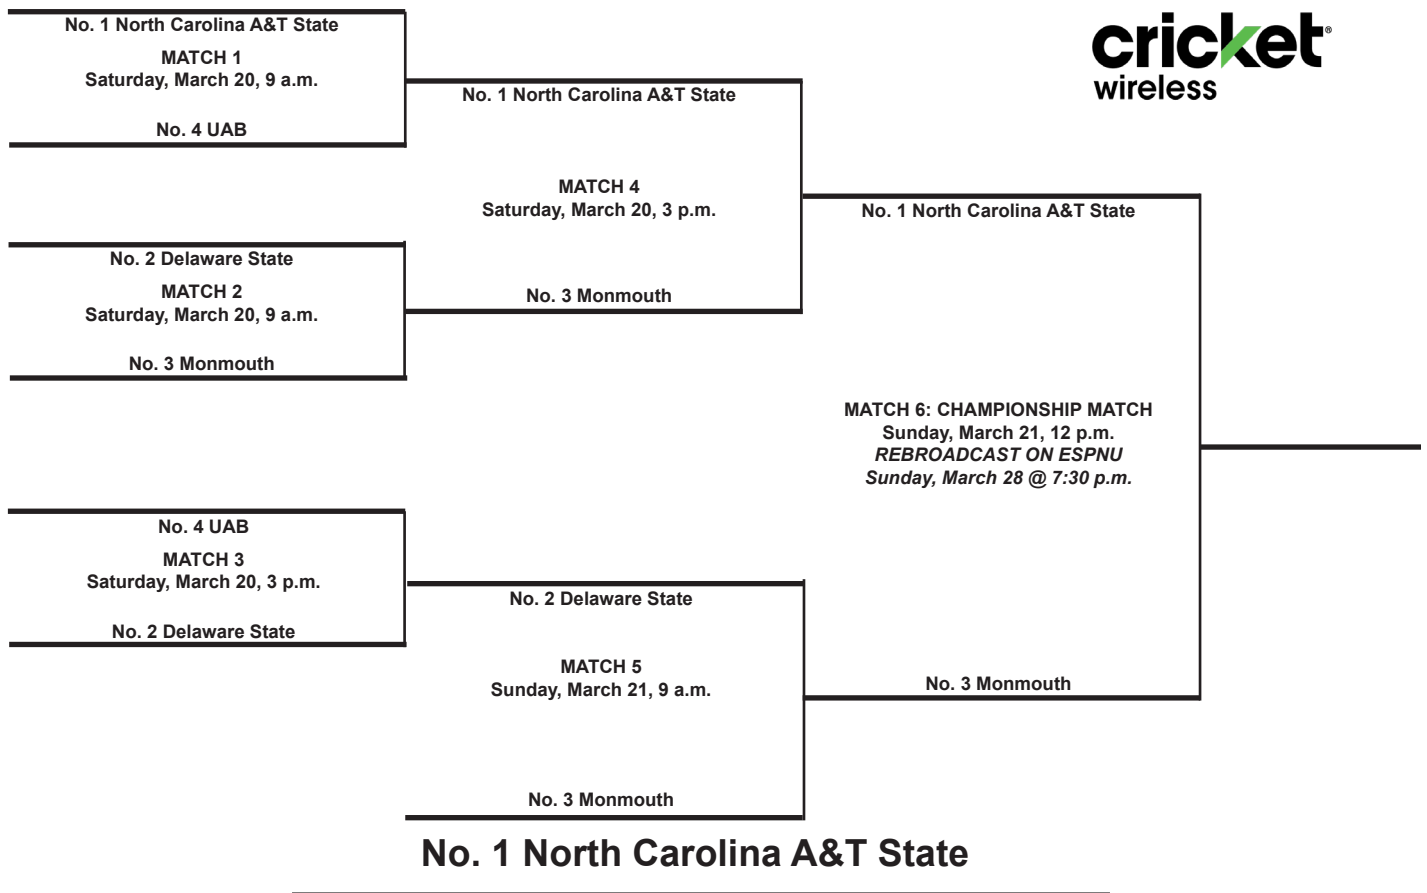 No. 1 North Carolina A&T State
MATCH 1
Saturday, March 20, 9 a.m.
No. 4 UAB
No. 2 Delaware State
MATCH 2
Saturday, March 20, 9 a.m.
No. 3 Monmouth
No. 4 UAB
MATCH 3
Saturday, March 20, 3 p.m.
No. 2 Delaware State
No. 1 North Carolina A&T State
MATCH 4
Saturday, March 20, 3 p.m.
No. 3 Monmouth
No. 2 Delaware State
MATCH 5
Sunday, March 21, 9 a.m.
No. 3 Monmouth
cricket®
wireless
No. 1 North Carolina A&T State
MATCH 6: CHAMPIONSHIP MATCH
Sunday, March 21, 12 p.m.
REBROADCAST ON ESPNU
Sunday, March 28 @ 7:30 p.m.
No. 3 Monmouth
No. 1 North Carolina A&T State